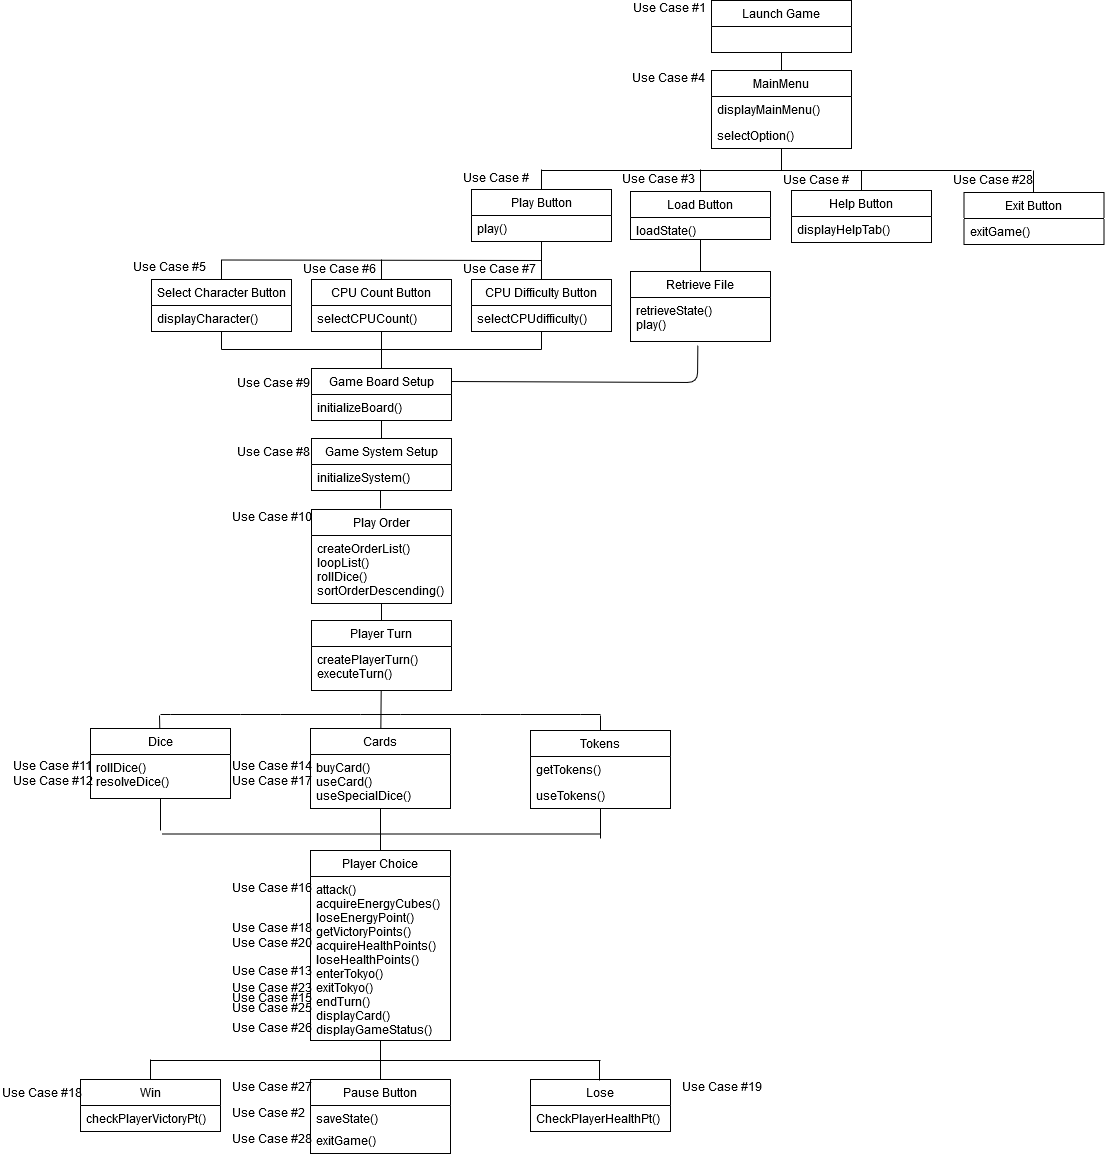 Use Case #1
Launch Game
Use Case #4
MainMenu
displayMainMenu()
selectOption()
Use Case #
Use Case #3
Use Case #
Use Case #28
Play Button
Load Button
Help Button
Exit Button
play()
loadState()
displayHelpTab()
exitGame()
Use Case #5
Use Case #6
Use Case #7
Select Character Button
CPU Count Button
CPU Difficulty Button
Retrieve File
displayCharacter()
selectCPUCount()
selectCPUdifficulty()
retrieveState()
play()
Use Case #9
Game Board Setup
initializeBoard()
Use Case #8
Game System Setup
initializeSystem()
Use Case #10
Play Order
createOrderList()
loopList()
rollDice()
sortOrderDescending()
Player Turn
createPlayerTurn()
executeTurn()
Dice
Use Case #11
rollDice()
Use Case #12
resolveDice()
Cards
Use Case #14
buyCard()
Use Case #17
useCard()
useSpecialDice()
Tokens
getTokens()
useTokens()
Player Choice
Use Case #16
attack()
acquireEnergyCubes()
loseEnergyPoint()
Use Case #18
getVictoryPoints()
Use Case #20
acquireHealthPoints()
loseHealthPoints()
Use Case #13
enterTokyo()
Use Case #23
exitTokyo()
Use Case #15
endTurn()
Use Case #25
displayCard()
Use Case #26
displayGameStatus()
Use Case #18
Win
checkPlayerVictoryPt()
Use Case #27
Pause Button
Use Case #2
saveState()
Use Case #28
exitGame()
Lose
Use Case #19
CheckPlayerHealthPt()